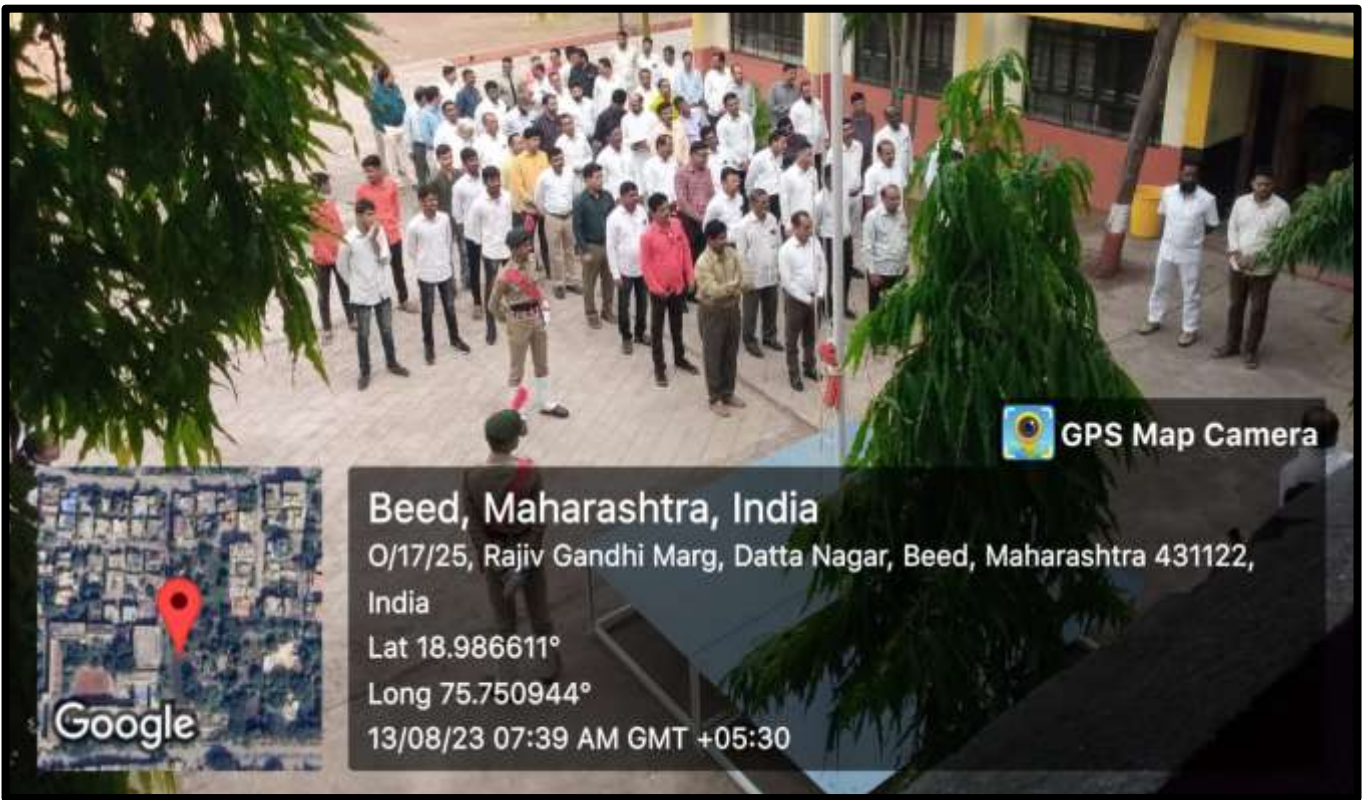 GPS Map Camera
Beed, Maharashtra, India
O/17/25, Rajiv Gandhi Marg, Datta Nagar, Beed, Maharashtra 431122,
India
Lat 18.986611°
Long 75.750944°
13/08/23 07:39 AM GMT +05:30
Google